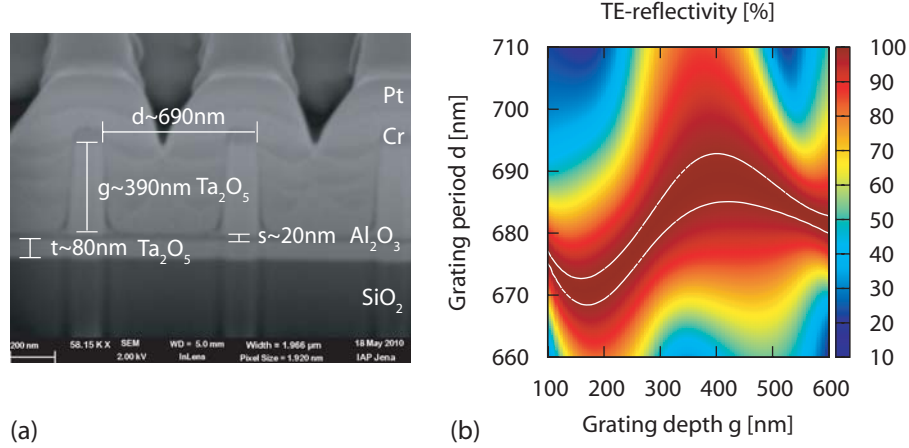 Pt
d~690nm
Cr
g~390nm Ta₂O₅
t~80nm Ta₂O₅
s~20nm Al₂O₃
SiO₂
200 nm
58.15 K X SEM WD = 5.0 mm Width = 1.966 µm 18 May 2010
2.00 kV InLens Pixel Size = 1.920 nm IAP Jena
(a)
TE-reflectivity [%]
Grating period d [nm]
710
700
690
680
670
660
100 200 300 400 500 600
Grating depth g [nm]
100
90
80
70
60
50
40
30
20
10
(b)